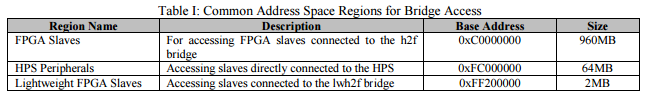 Table I: Common Address Space Regions for Bridge Access
Region Name Description Base Address Size
FPGA Slaves For accessing FPGA slaves connected to the h2f bridge 0xC0000000 960MB
HPS Peripherals Accessing slaves directly connected to the HPS 0xFC000000 64MB
Lightweight FPGA Slaves Accessing slaves connected to the lwh2f bridge 0xFF200000 2MB